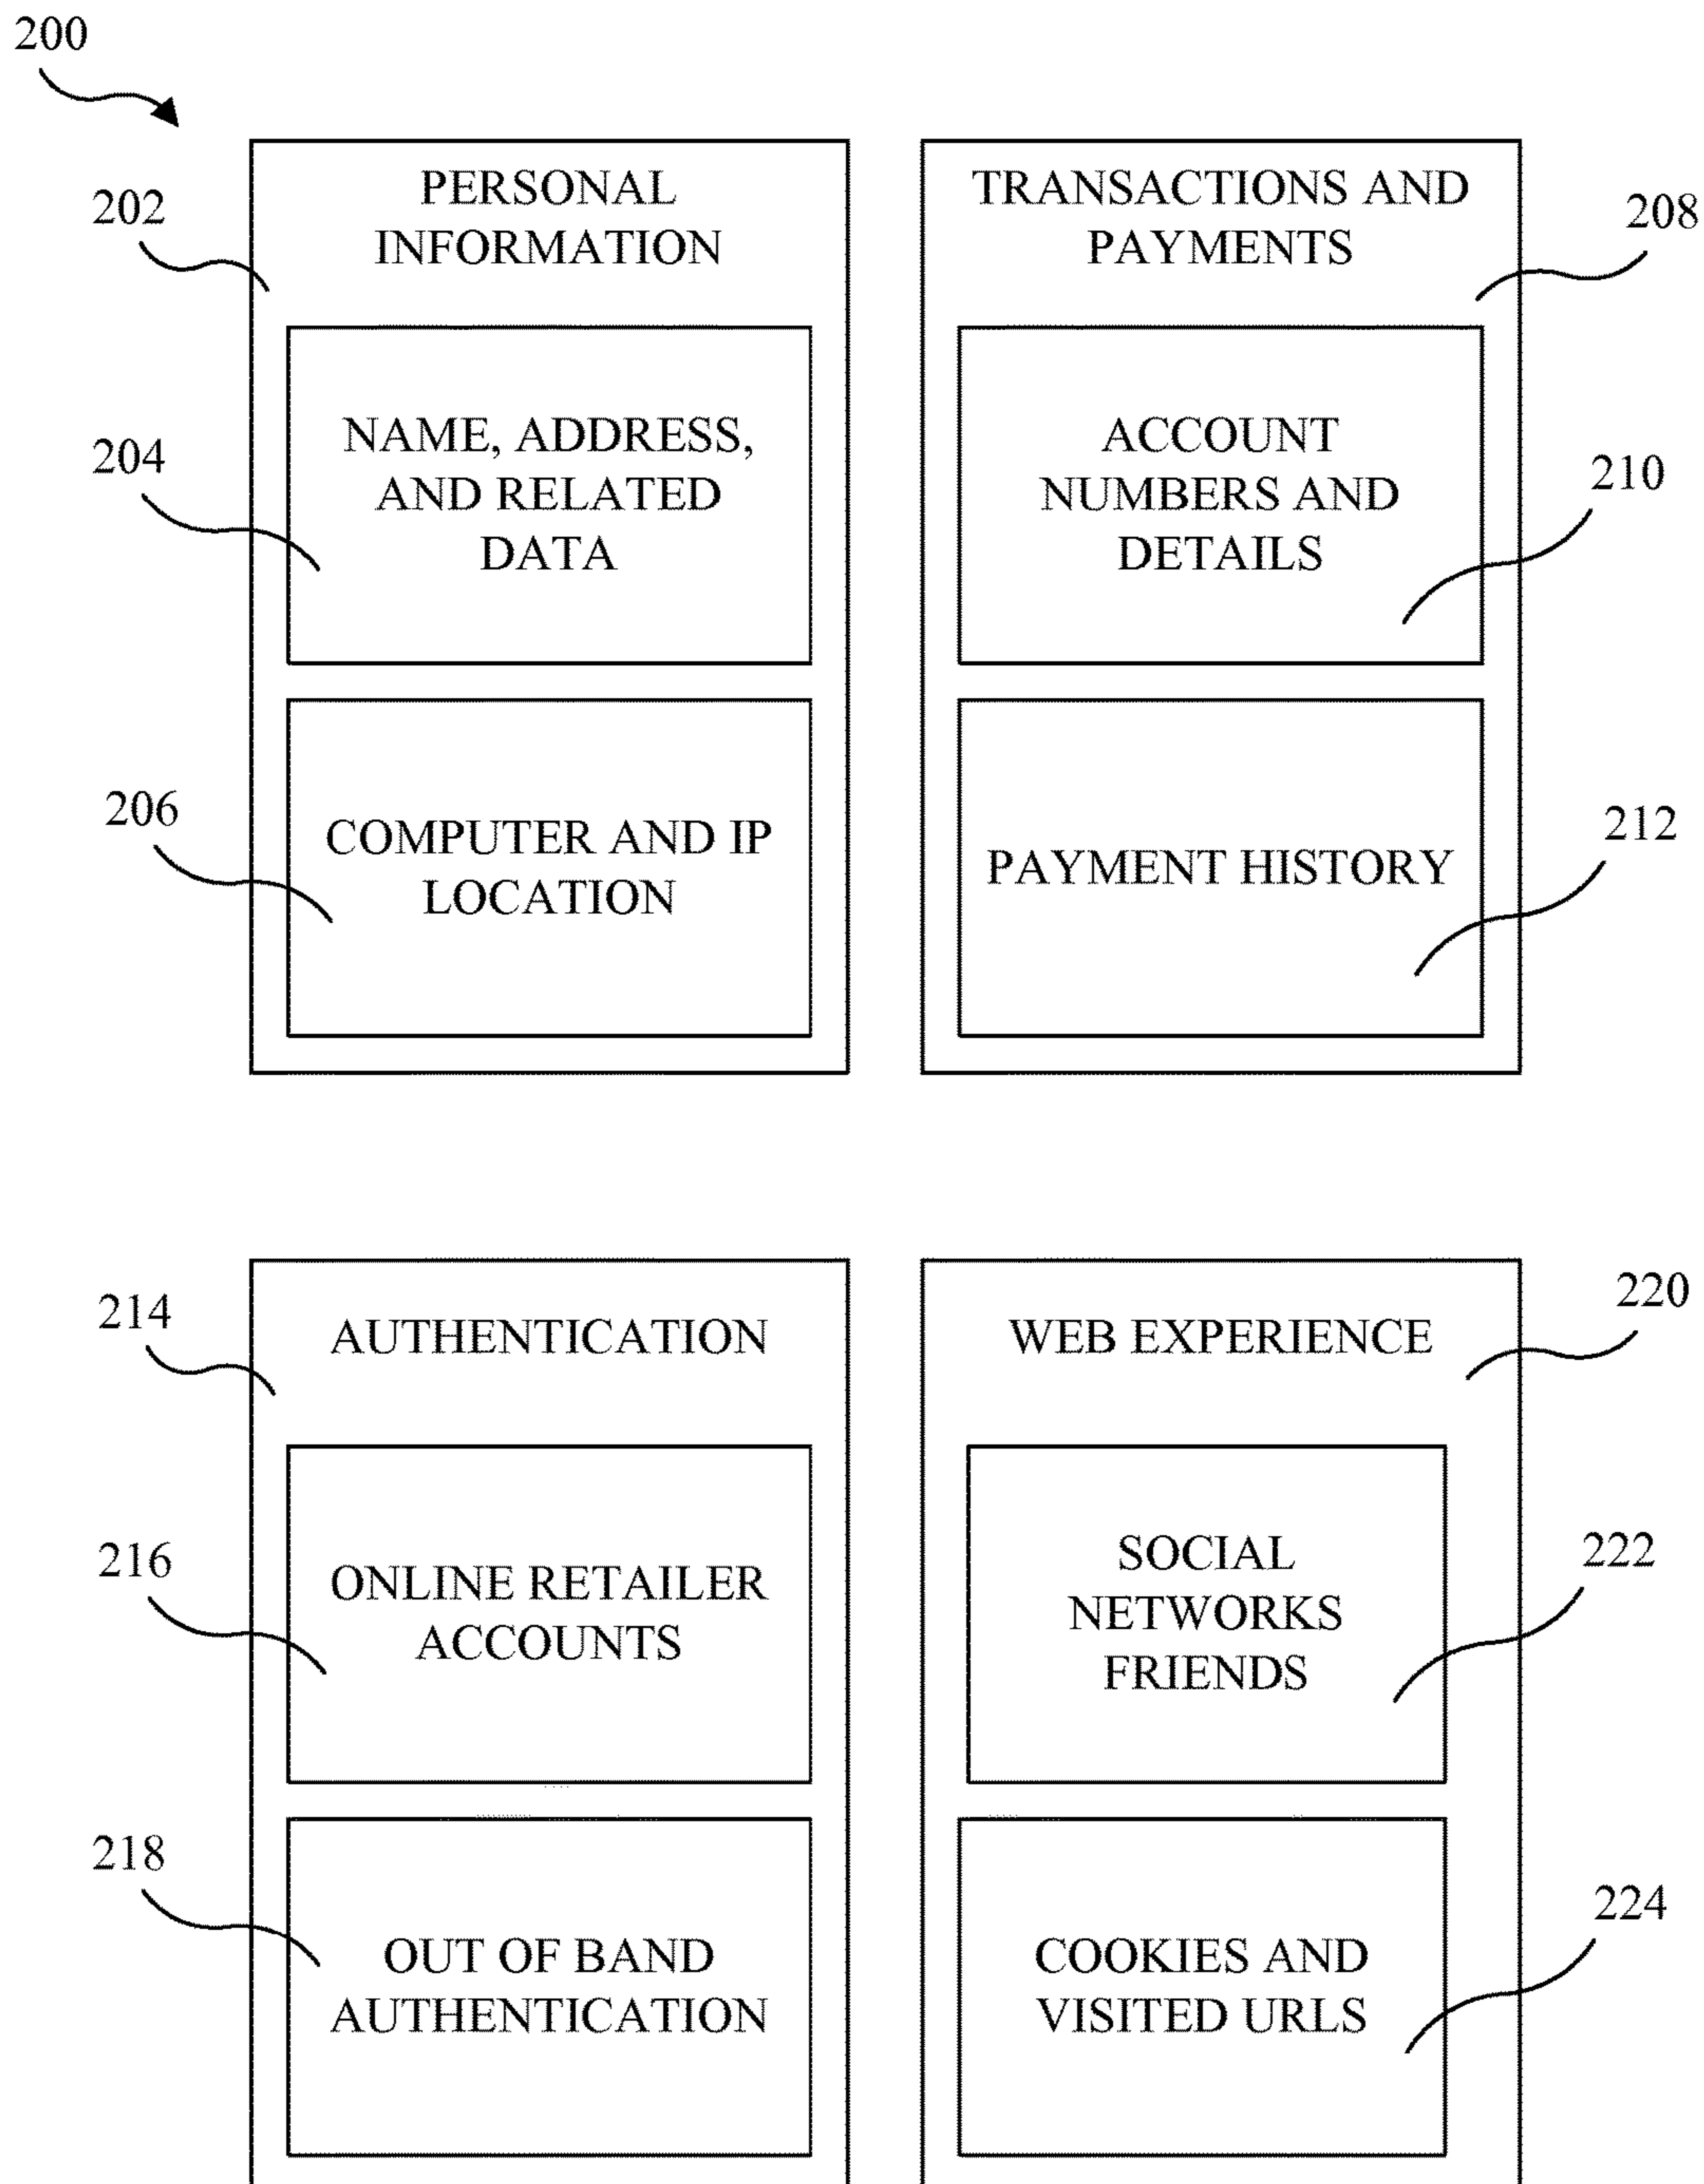 200
202
PERSONAL
INFORMATION
204
NAME, ADDRESS,
AND RELATED
DATA
206
COMPUTER AND IP
LOCATION
TRANSACTIONS AND
PAYMENTS
208
ACCOUNT
NUMBERS AND
DETAILS
210
PAYMENT HISTORY
212
214
AUTHENTICATION
216
ONLINE RETAILER
ACCOUNTS
218
OUT OF BAND
AUTHENTICATION
WEB EXPERIENCE
220
SOCIAL
NETWORKS
FRIENDS
222
COOKIES AND
VISITED URLS
224